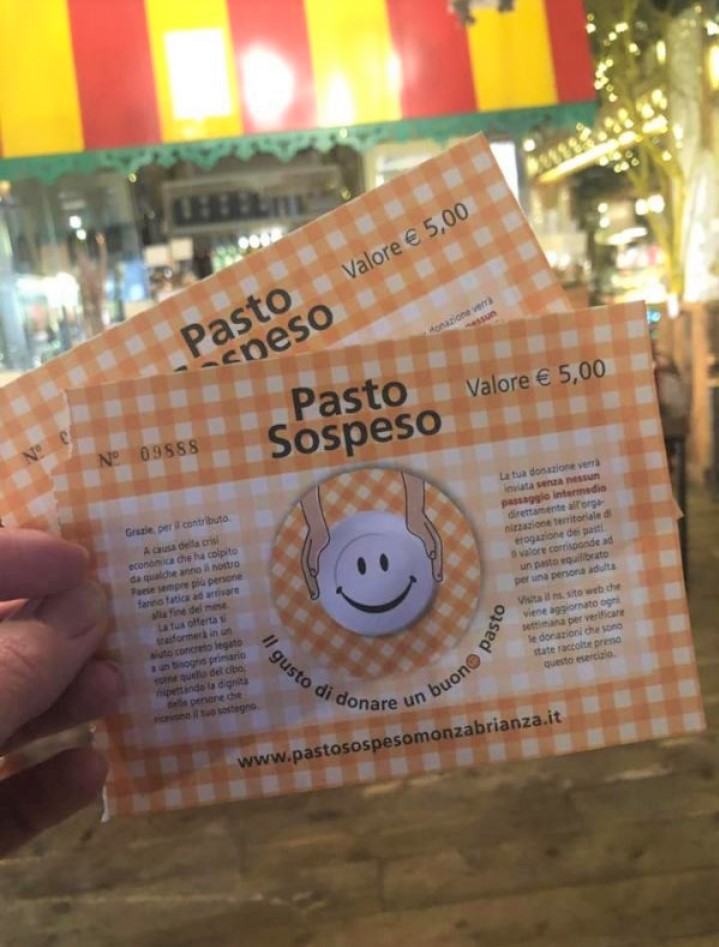 Pasto
Sospeso
Valore € 5,00
donazione verrà
Nº
Pasto
Sospeso
Valore € 5,00
Nº 09888
Grazie, per il contributo.
A causa della crisi
economica che ha colpito
da qualche anno il nostro
Paese sempre più persone
fanno fatica ad arrivare
alla fine del mese.
La tua offerta si
trasformerà in un
aiuto concreto legato
a un bisogno primario
come quello del cibo,
rispettando la dignità
delle persone che
ricevono il tuo sostegno.
Il gusto di donare un buono pasto
La tua donazione verrà
inviata senza nessun
passaggio intermedio
direttamente all'orga-
nizzazione territoriale di
erogazione dei pasti.
Il valore corrisponde ad
un pasto equilibrato
per una persona adulta.
Visita il ns. sito web che
viene aggiornato ogni
settimana per verificare
le donazioni che sono
state raccolte presso
questo esercizio.
www.pastosospesomonzabrianza.it